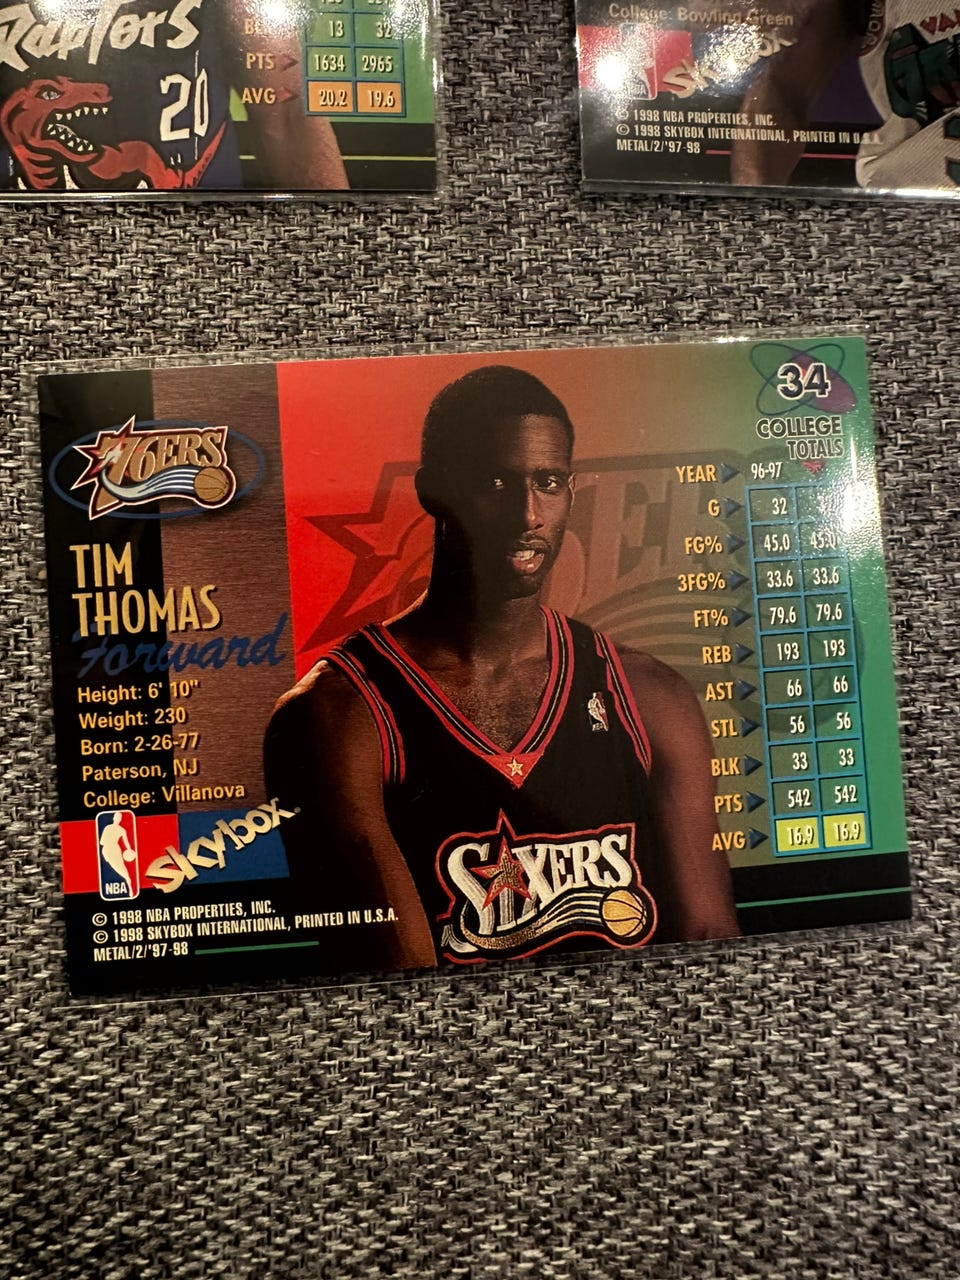 Raptors
20
13 32
PTS 1634 2965
AVG 20.2 19.6
College: Bowling Green
Skybox
© 1998 NBA PROPERTIES, INC.
© 1998 SKYBOX INTERNATIONAL, PRINTED IN U.S.A.
METAL/2/'97-98
76ERS
TIM
THOMAS
Forward
Height: 6' 10"
Weight: 230
Born: 2-26-77
Paterson, NJ
College: Villanova
NBA
Skybox
© 1998 NBA PROPERTIES, INC.
© 1998 SKYBOX INTERNATIONAL, PRINTED IN U.S.A.
METAL/2/'97-98
NBA
SIXERS
34
COLLEGE
TOTALS
YEAR 96-97
G 32
FG% 45.0 45.0
3FG% 33.6 33.6
FT% 79.6 79.6
REB 193 193
AST 66 66
STL 56 56
BLK 33 33
PTS 542 542
AVG 16.9 16.9